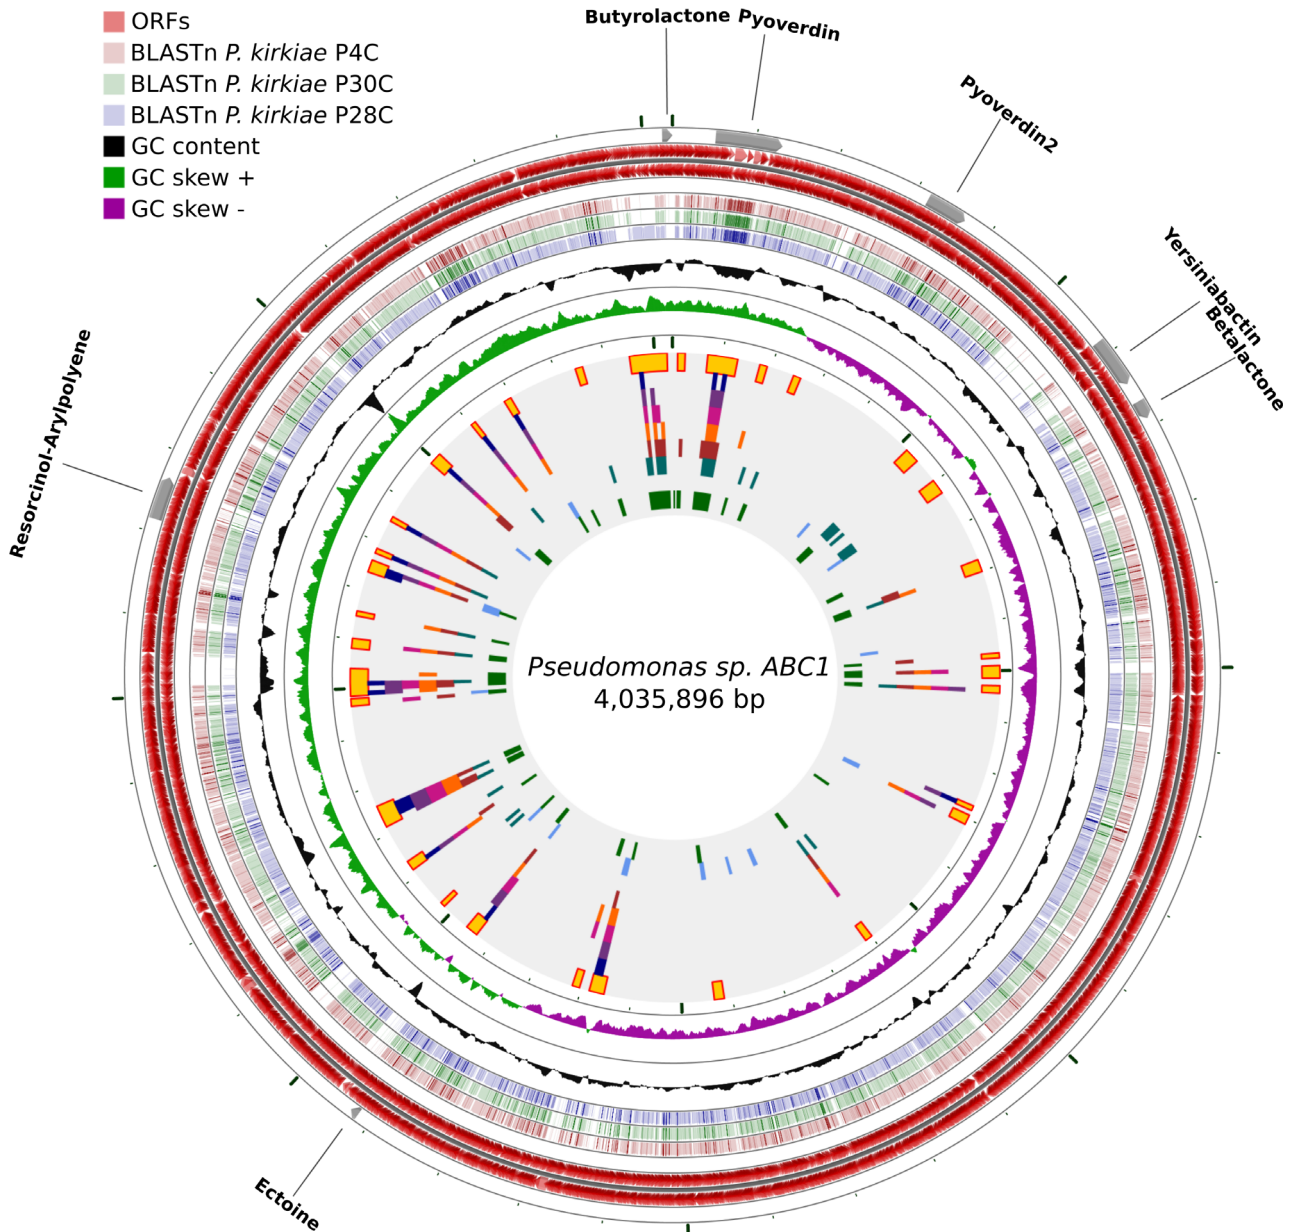 ORFs
BLASTn P. kirkiae P4C
BLASTn P. kirkiae P30C
BLASTn P. kirkiae P28C
GC content
GC skew +
GC skew -
Butyrolactone
Pyoverdin
Pyoverdin2
Yersiniabactin
Betalactone
Resorcinol-Arylpolyene
Pseudomonas sp. ABC1
4,035,896 bp
Ectoine